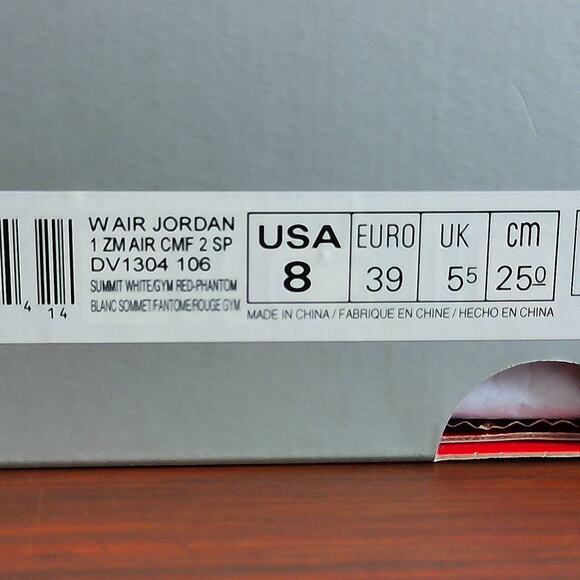 4 14
W AIR JORDAN
1 ZM AIR CMF 2 SP
DV1304 106
SUMMIT WHITE/GYM RED-PHANTOM
BLANC SOMMET/FANTOME/ROUGE GYM
USA EURO UK cm
8 39 5⁵ 25⁰
MADE IN CHINA / FABRIQUE EN CHINE / HECHO EN CHINA